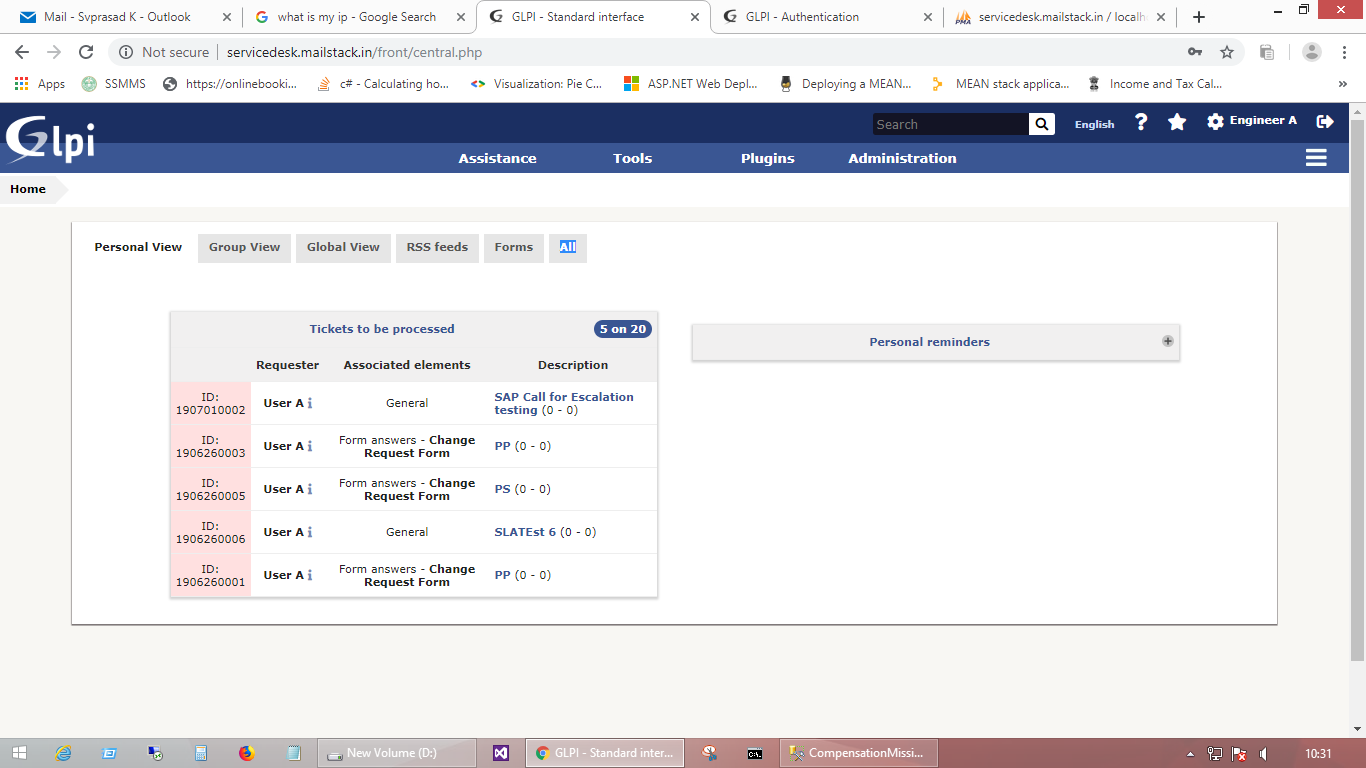 Mail - Svprasad K - Outlook
what is my ip - Google Search
GLPI - Standard interface
GLPI - Authentication
servicedesk.mailstack.in / localh
Not secure
servicedesk.mailstack.in/front/central.php
Apps
SSMMS
https://onlinebooki...
c# - Calculating ho...
Visualization: Pie C...
ASP.NET Web Depl...
Deploying a MEAN...
MEAN stack applica...
Income and Tax Cal...
»
Glpi
Search
English
?
Engineer A
Assistance
Tools
Plugins
Administration
Home
Personal View
Group View
Global View
RSS feeds
Forms
All
Tickets to be processed
5 on 20
Requester
Associated elements
Description
ID:
1907010002
User A
General
SAP Call for Escalation
testing (0 - 0)
ID:
1906260003
User A
Form answers - Change
Request Form
PP (0 - 0)
ID:
1906260005
User A
Form answers - Change
Request Form
PS (0 - 0)
ID:
1906260006
User A
General
SLATEst 6 (0 - 0)
ID:
1906260001
User A
Form answers - Change
Request Form
PP (0 - 0)
Personal reminders
New Volume (D:)
GLPI - Standard inter...
CompensationMissi...
10:31